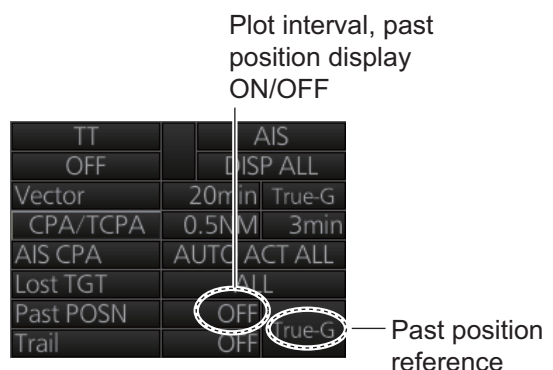 Plot interval, past
position display
ON/OFF
TT AIS
OFF DISP ALL
Vector 20min True-G
CPA/TCPA 0.5NM 3min
AIS CPA AUTO ACT ALL
Lost TGT ALL
Past POSN OFF True-G
Trail OFF
Past position
reference